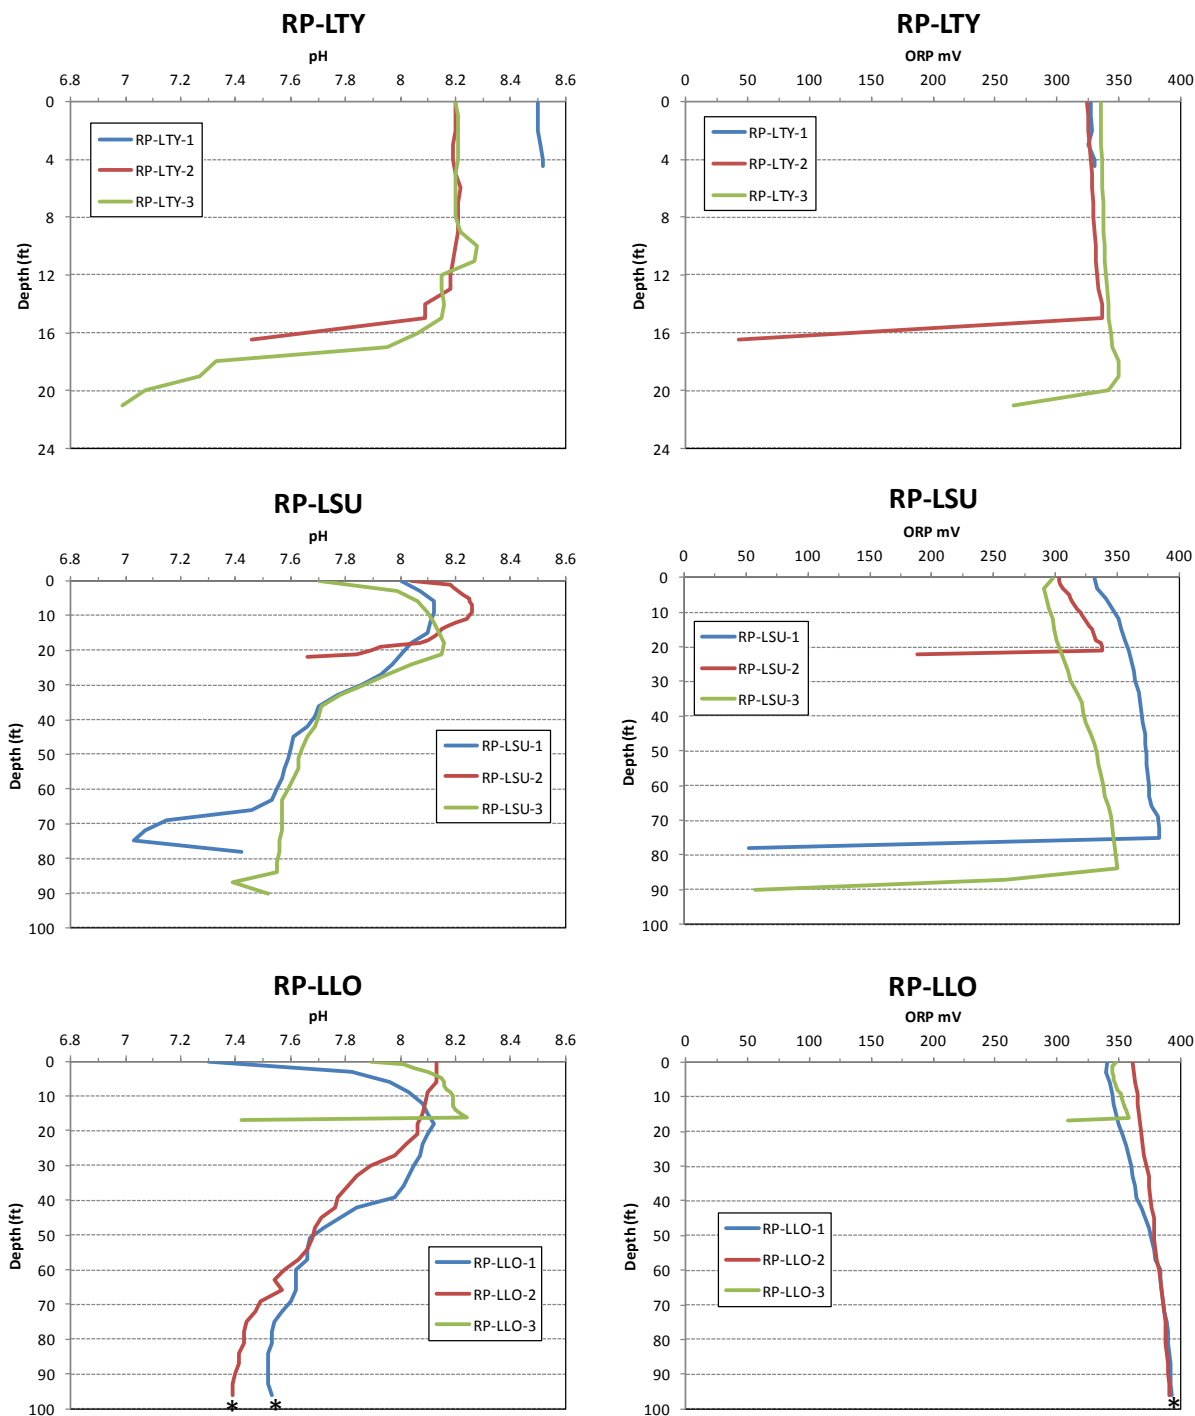 RP-LTY
pH
6.8 7 7.2 7.4 7.6 7.8 8 8.2 8.4 8.6
0
4
8
12
16
20
24
Depth (ft)
RP-LTY-1
RP-LTY-2
RP-LTY-3
RP-LTY
ORP mV
0 50 100 150 200 250 300 350 400
0
4
8
12
16
20
24
Depth (ft)
RP-LTY-1
RP-LTY-2
RP-LTY-3
RP-LSU
pH
6.8 7 7.2 7.4 7.6 7.8 8 8.2 8.4 8.6
0
10
20
30
40
50
60
70
80
90
100
Depth (ft)
RP-LSU-1
RP-LSU-2
RP-LSU-3
RP-LSU
ORP mV
0 50 100 150 200 250 300 350 400
0
10
20
30
40
50
60
70
80
90
100
Depth (ft)
RP-LSU-1
RP-LSU-2
RP-LSU-3
RP-LLO
pH
6.8 7 7.2 7.4 7.6 7.8 8 8.2 8.4 8.6
0
10
20
30
40
50
60
70
80
90
100
Depth (ft)
RP-LLO-1
RP-LLO-2
RP-LLO-3
* *
RP-LLO
ORP mV
0 50 100 150 200 250 300 350 400
0
10
20
30
40
50
60
70
80
90
100
Depth (ft)
RP-LLO-1
RP-LLO-2
RP-LLO-3
*